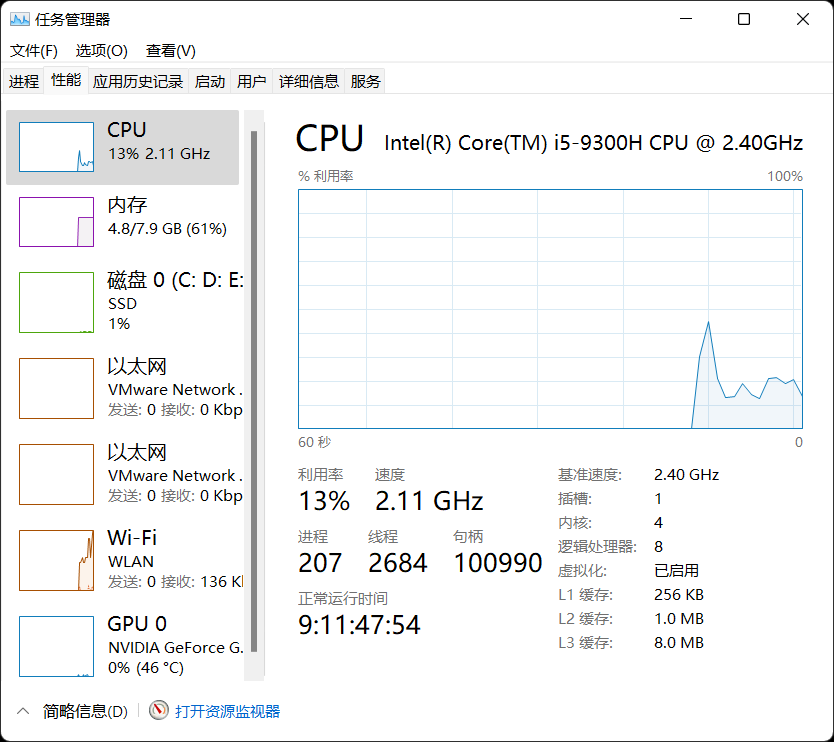 任务管理器
文件(F) 选项(O) 查看(V)
进程 性能 应用历史记录 启动 用户 详细信息 服务
CPU
13% 2.11 GHz
内存
4.8/7.9 GB (61%)
磁盘 0 (C: D: E:
SSD
1%
以太网
VMware Network .
发送: 0 接收: 0 Kbp
以太网
VMware Network .
发送: 0 接收: 0 Kbp
Wi-Fi
WLAN
发送: 0 接收: 136 K
GPU 0
NVIDIA GeForce G.
0% (46 °C)
CPU Intel(R) Core(TM) i5-9300H CPU @ 2.40GHz
% 利用率 100%
60 秒 0
利用率 速度
13% 2.11 GHz
进程 线程 句柄
207 2684 100990
正常运行时间
9:11:47:54
基准速度: 2.40 GHz
插槽: 1
内核: 4
逻辑处理器: 8
虚拟化: 已启用
L1 缓存: 256 KB
L2 缓存: 1.0 MB
L3 缓存: 8.0 MB
简略信息(D) 打开资源监视器